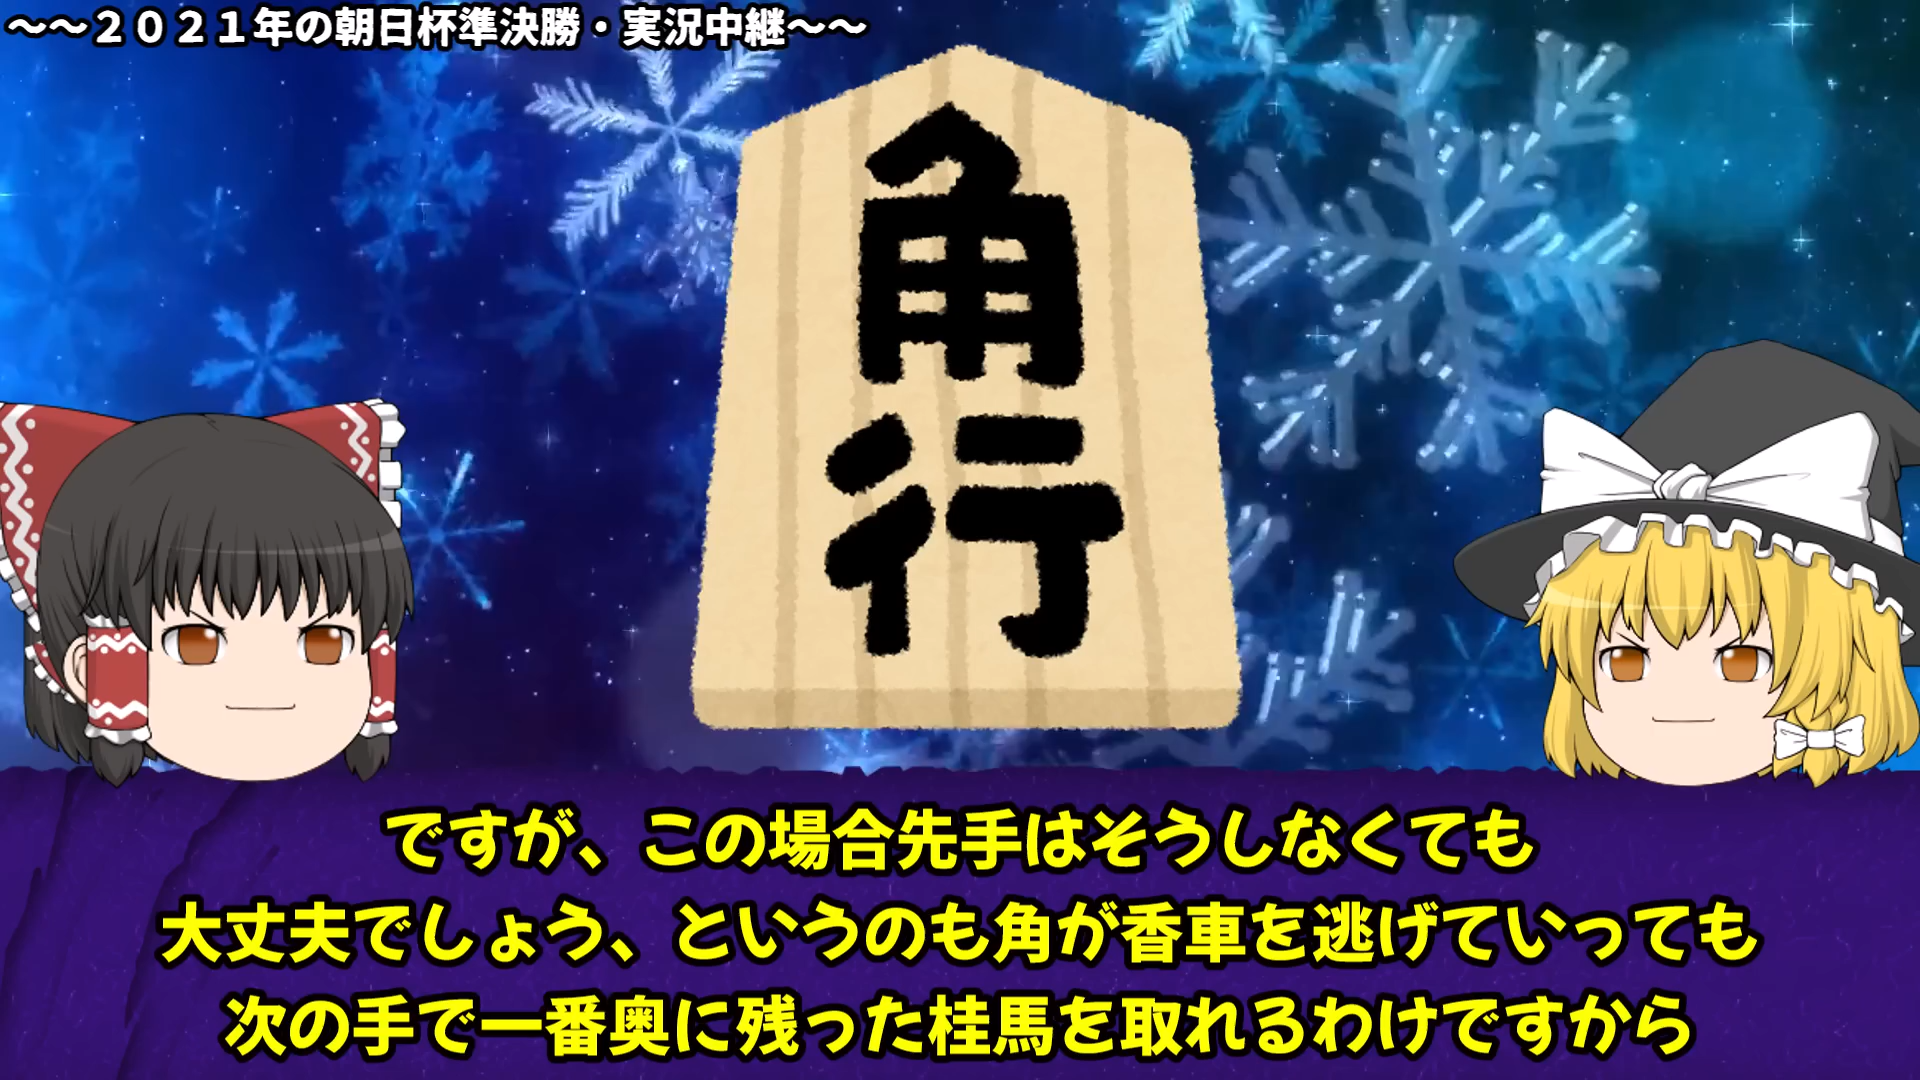 ～～２０２１年の朝日杯準決勝・実況中継～～
角行
ですが、この場合先手はそうしなくても
大丈夫でしょう、というのも角が香車を逃げていっても
次の手で一番奥に残った桂馬を取れるわけですから